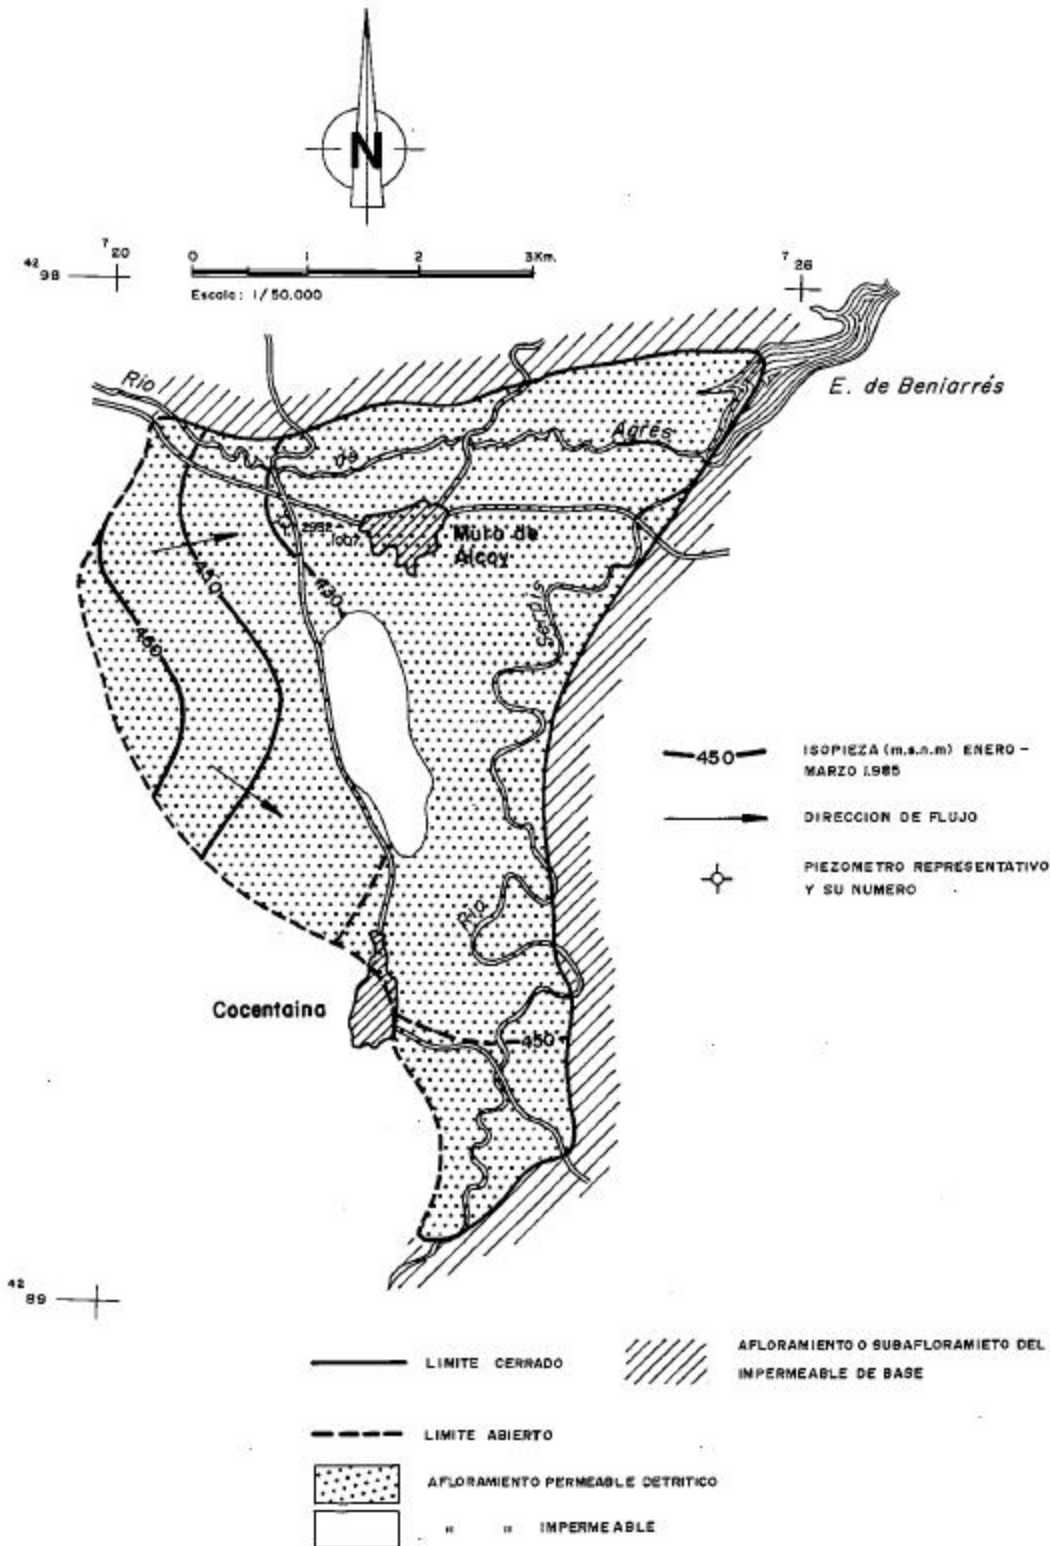 N
7 20
42 98
0 1 2 3Km.
Escala: 1/50.000
7 26
Rio
de
Agres
E. de Beniarrés
Muro de
Alcoy
450
430
Serpis
Rio
Cocentaina
450
450
ISOPIEZA (m.s.n.m) ENERO -
MARZO 1.985
DIRECCION DE FLUJO
PIEZOMETRO REPRESENTATIVO
Y SU NUMERO
450
42 89
LIMITE CERRADO
AFLORAMIENTO O SUBAFLORAMIETO DEL
IMPERMEABLE DE BASE
LIMITE ABIERTO
AFLORAMIENTO PERMEABLE DETRITICO
" " IMPERMEABLE